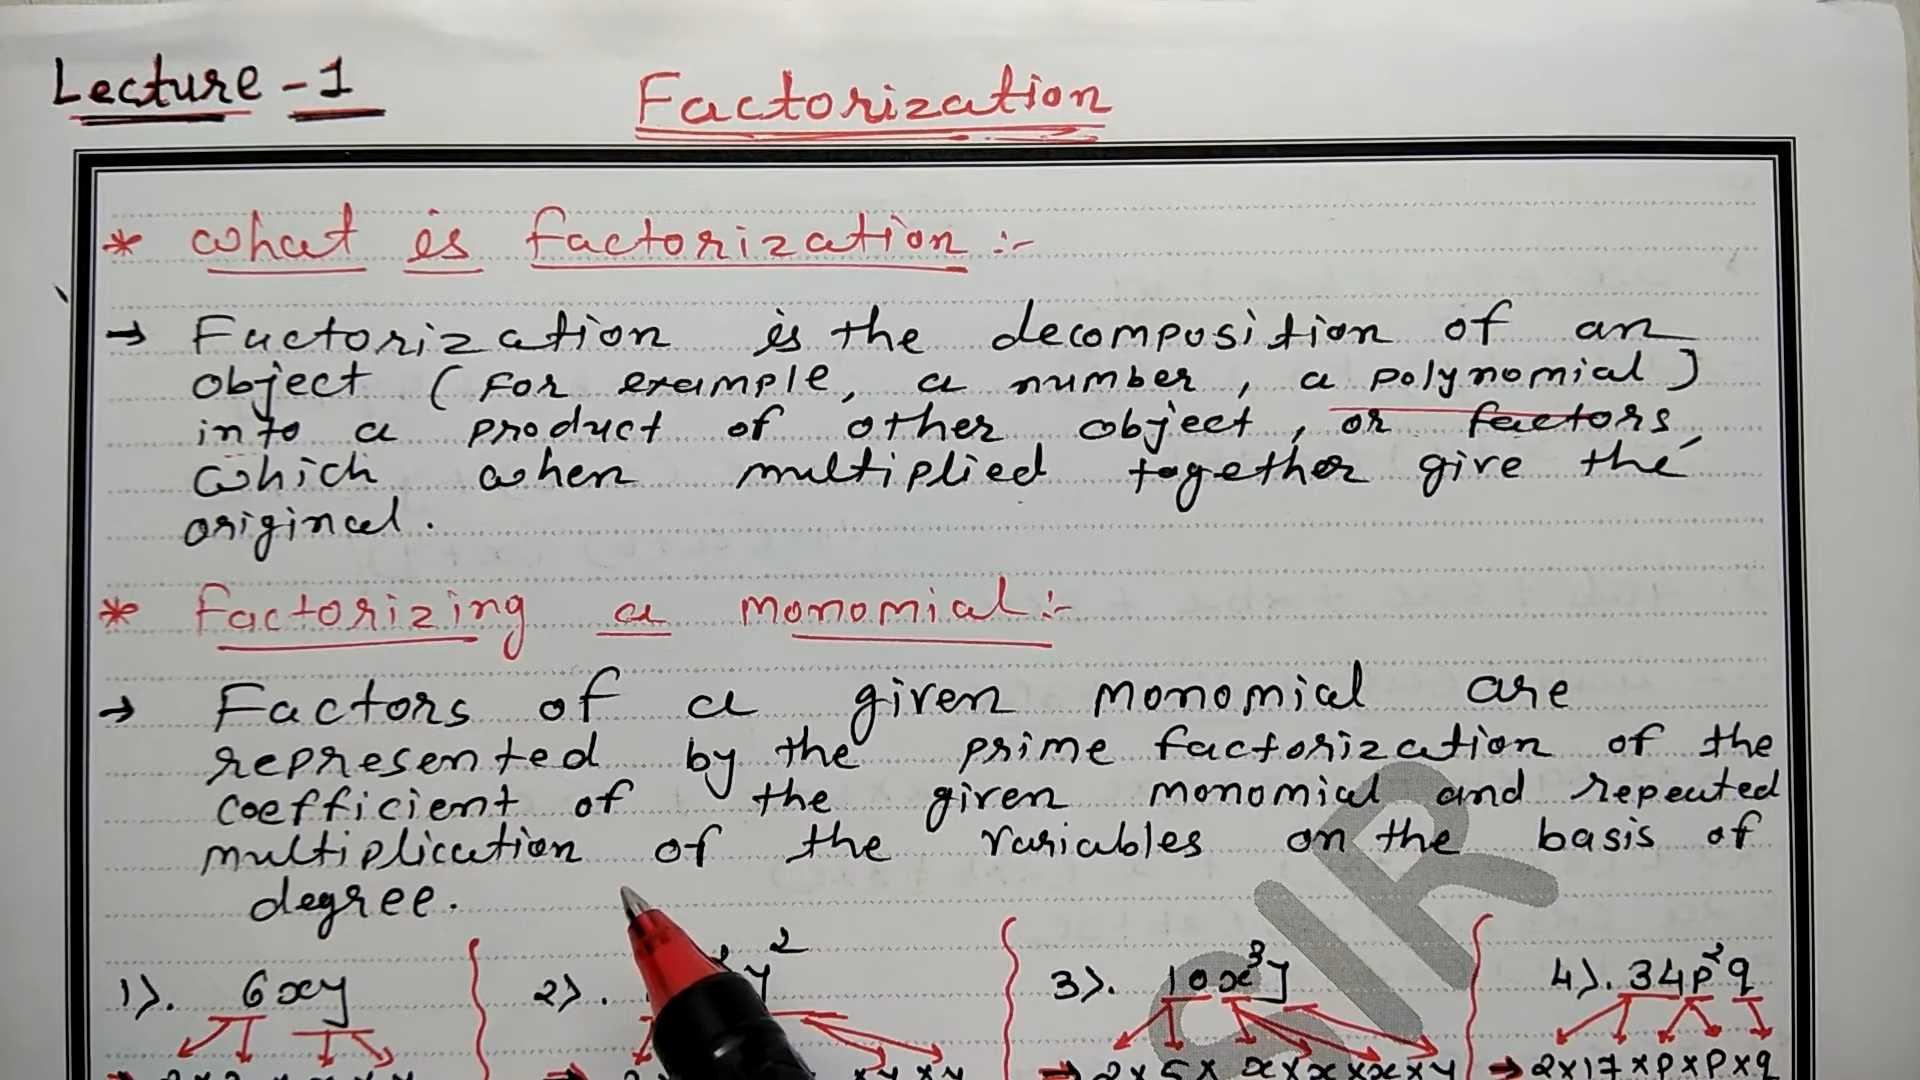 Lecture - 1
Factorization
* What is factorization :-
→ Factorization is the decomposition of an
object (For example, a number, a polynomial)
into a product of other object, or factors,
which when multiplied together give the
original.
* Factorizing a monomial :-
→ Factors of a given monomial are
represented by the prime factorization of the
coefficient of the given monomial and repeated
multiplication of the variables on the basis of
degree.
1). 6xy
2). y²
3). 10x³y
4). 34p²q
⇒ 2×5× x×x×x×y
⇒ 2×17×p×p×q
SIR